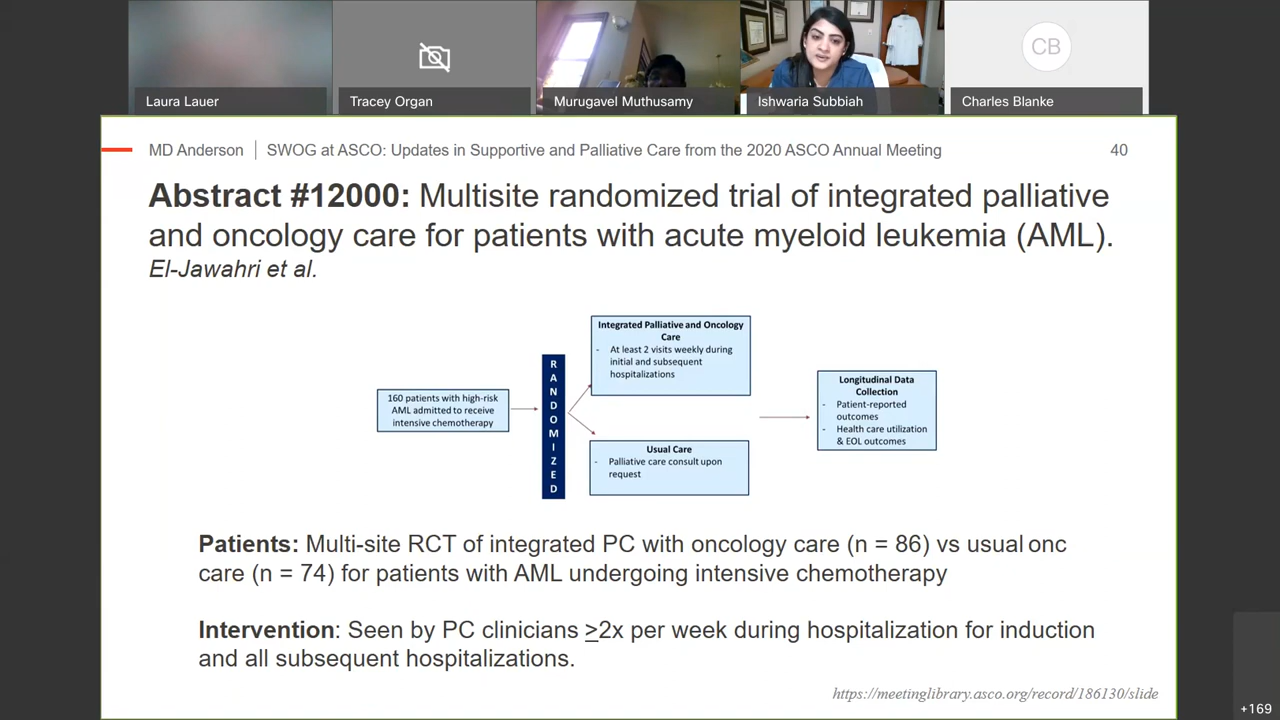 CB
Laura Lauer
Tracey Organ
Murugavel Muthusamy
Ishwaria Subbiah
Charles Blanke
MD Anderson | SWOG at ASCO: Updates in Supportive and Palliative Care from the 2020 ASCO Annual Meeting
40
Abstract #12000: Multisite randomized trial of integrated palliative
and oncology care for patients with acute myeloid leukemia (AML).
El-Jawahri et al.
160 patients with high-risk
AML admitted to receive
intensive chemotherapy
RANDOMIZED
Integrated Palliative and Oncology
Care
- At least 2 visits weekly during
initial and subsequent
hospitalizations
Usual Care
- Palliative care consult upon
request
Longitudinal Data
Collection
- Patient-reported
outcomes
- Health care utilization
& EOL outcomes
Patients: Multi-site RCT of integrated PC with oncology care (n = 86) vs usual onc
care (n = 74) for patients with AML undergoing intensive chemotherapy
Intervention: Seen by PC clinicians ≥2x per week during hospitalization for induction
and all subsequent hospitalizations.
https://meetinglibrary.asco.org/record/186130/slide
+169